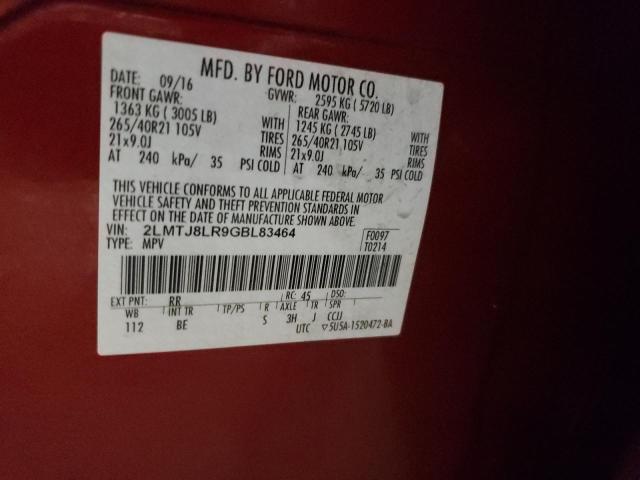 MFD. BY FORD MOTOR CO.
DATE: 09/16 GVWR: 2595 KG ( 5720 LB)
FRONT GAWR: REAR GAWR:
1363 KG ( 3005 LB) WITH 1245 KG ( 2745 LB) WITH
265/40R21 105V TIRES 265/40R21 105V TIRES
21x9.0J RIMS 21x9.0J RIMS
AT 240 kPa/ 35 PSI COLD AT 240 kPa/ 35 PSI COLD
THIS VEHICLE CONFORMS TO ALL APPLICABLE FEDERAL MOTOR
VEHICLE SAFETY AND THEFT PREVENTION STANDARDS IN
EFFECT ON THE DATE OF MANUFACTURE SHOWN ABOVE.
VIN: 2LMTJ8LR9GBL83464 F0097
TYPE: MPV T0214
EXT PNT: RR RC: 45 DSO:
WB INT TR TP/PS R AXLE TR SPR
112 BE S 3H J CCJJ
UTC ▽5U5A-1520472-BA